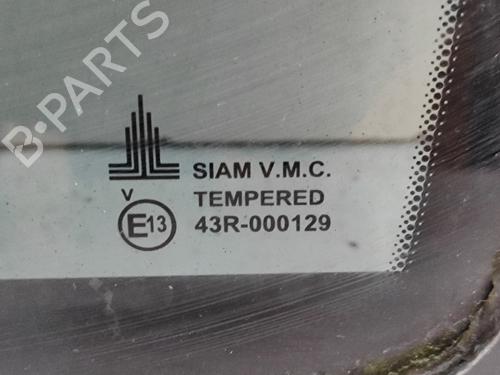 B-PARTS
SIAM V.M.C.
V TEMPERED
E13 43R-000129